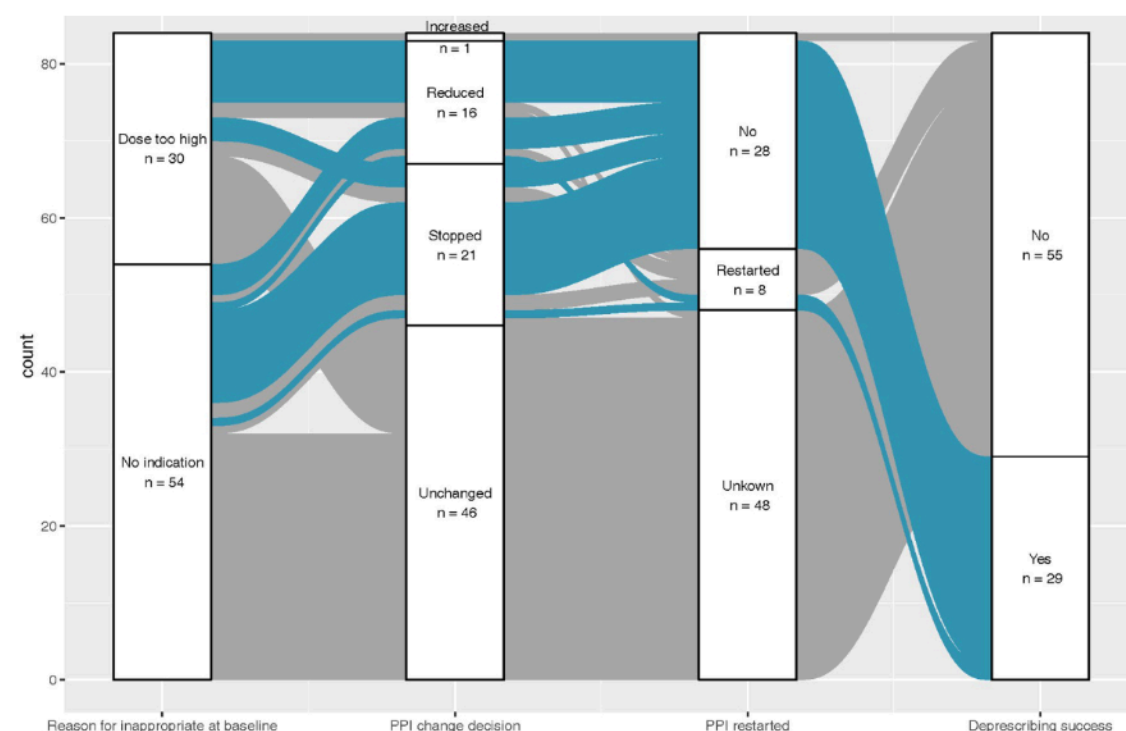 Increased
n = 1
Reduced
n = 16
Dose too high
n = 30
No
n = 28
Stopped
n = 21
No
n = 55
Restarted
n = 8
No indication
n = 54
Unchanged
n = 46
Unkown
n = 48
Yes
n = 29
count
80
60
40
20
0
Reason for inappropriate at baseline
PPI change decision
PPI restarted
Deprescribing success